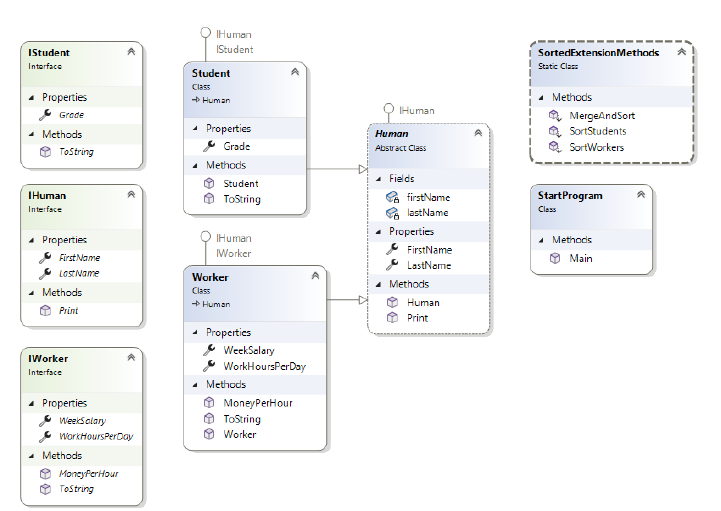 IStudent
Interface
Properties
Grade
Methods
ToString
IHuman
Interface
Properties
FirstName
LastName
Methods
Print
IWorker
Interface
Properties
WeekSalary
WorkHoursPerDay
Methods
MoneyPerHour
ToString
IHuman
IStudent
Student
Class
Human
Properties
Grade
Methods
Student
ToString
IHuman
IWorker
Worker
Class
Human
Properties
WeekSalary
WorkHoursPerDay
Methods
MoneyPerHour
ToString
Worker
IHuman
Human
Abstract Class
Fields
firstName
lastName
Properties
FirstName
LastName
Methods
Human
Print
SortedExtensionMethods
Static Class
Methods
MergeAndSort
SortStudents
SortWorkers
StartProgram
Class
Methods
Main